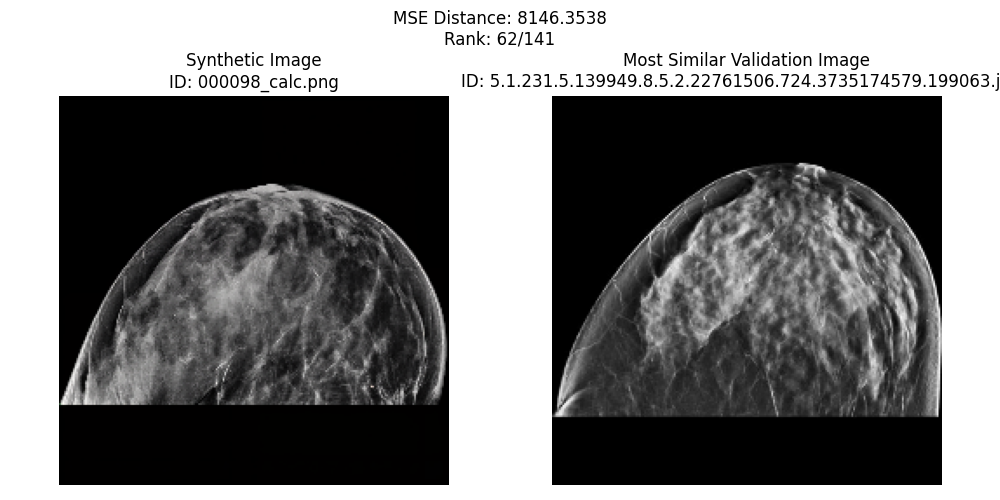 MSE Distance: 8146.3538
Rank: 62/141
Synthetic Image
ID: 000098_calc.png
Most Similar Validation Image
ID: 5.1.231.5.139949.8.5.2.22761506.724.3735174579.199063.j